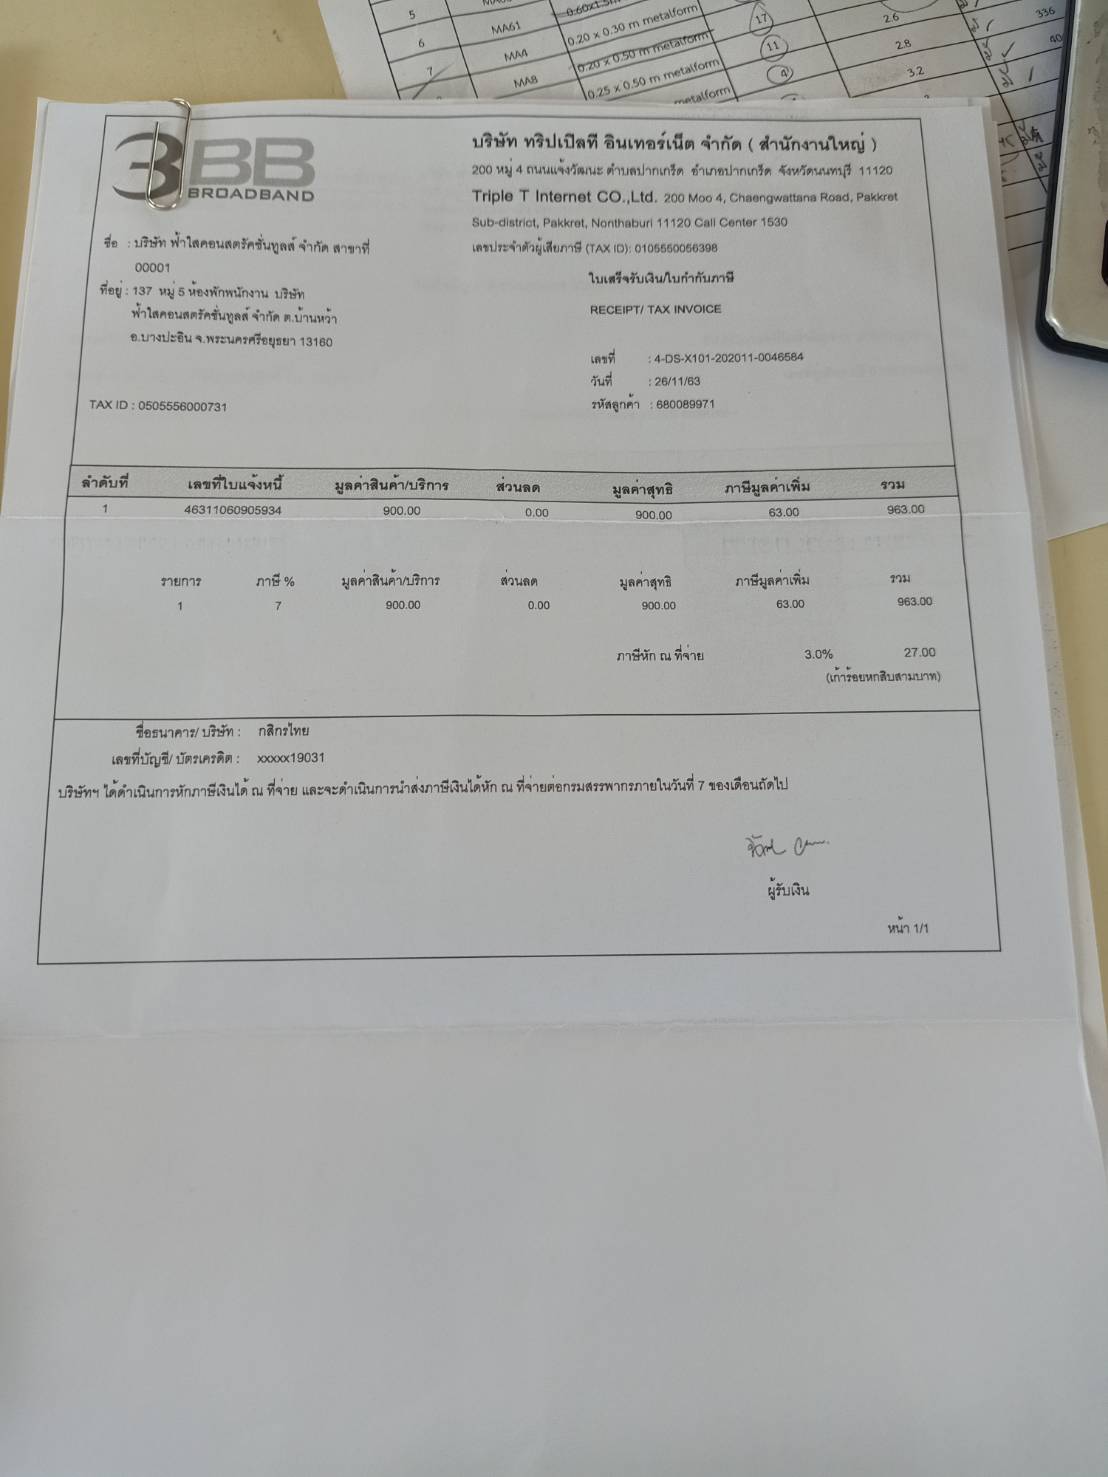 5
6 MA61 0.60x1.5
7 MA4 0.20 x 0.30 m metalform 17 2.6 336
MA8 0.20 x 0.50 m metalform 11 2.8
0.25 x 0.50 m metalform 3.2
metalform
3BB
BROADBAND
บริษัท ทริปเปิลที อินเทอร์เน็ต จำกัด ( สำนักงานใหญ่ )
200 หมู่ 4 ถนนแจ้งวัฒนะ ตำบลปากเกร็ด อำเภอปากเกร็ด จังหวัดนนทบุรี 11120
Triple T Internet CO.,Ltd. 200 Moo 4, Chaengwattana Road, Pakkret
Sub-district, Pakkret, Nonthaburi 11120 Call Center 1530
เลขประจำตัวผู้เสียภาษี (TAX ID): 0105550056398
ชื่อ : บริษัท ฟ้าใสคอนสตรัคชั่นทูลส์ จำกัด สาขาที่
00001
ที่อยู่ : 137 หมู่ 5 ห้องพักพนักงาน บริษัท
ฟ้าใสคอนสตรัคชั่นทูลส์ จำกัด ต.บ้านหว้า
อ.บางปะอิน จ.พระนครศรีอยุธยา 13160
TAX ID : 0505556000731
ใบเสร็จรับเงิน/ใบกำกับภาษี
RECEIPT/ TAX INVOICE
เลขที่ : 4-DS-X101-202011-0046584
วันที่ : 26/11/63
รหัสลูกค้า : 680089971
ลำดับที่ เลขที่ใบแจ้งหนี้ มูลค่าสินค้า/บริการ ส่วนลด มูลค่าสุทธิ ภาษีมูลค่าเพิ่ม รวม
1 46311060905934 900.00 0.00 900.00 63.00 963.00
รายการ ภาษี % มูลค่าสินค้า/บริการ ส่วนลด มูลค่าสุทธิ ภาษีมูลค่าเพิ่ม รวม
1 7 900.00 0.00 900.00 63.00 963.00
ภาษีหัก ณ ที่จ่าย 3.0% 27.00
(เก้าร้อยหกสิบสามบาท)
ชื่อธนาคาร/ บริษัท : กสิกรไทย
เลขที่บัญชี/ บัตรเครดิต : xxxxx19031
บริษัทฯ ได้ดำเนินการหักภาษีเงินได้ ณ ที่จ่าย และจะดำเนินการนำส่งภาษีเงินได้หัก ณ ที่จ่ายต่อกรมสรรพากรภายในวันที่ 7 ของเดือนถัดไป
ผู้รับเงิน
หน้า 1/1